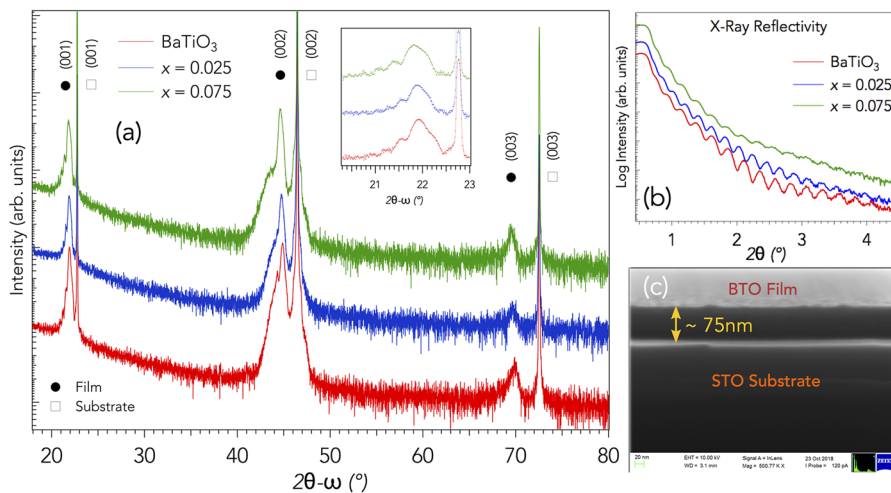 (001)
(001)
(002)
(002)
(003)
(003)
BaTiO₃
x = 0.025
x = 0.075
(a)
Film
Substrate
Intensity (arb. units)
20
30
40
50
60
70
80
2θ-ω (°)
21
22
23
2θ-ω (°)
X-Ray Reflectivity
BaTiO₃
x = 0.025
x = 0.075
Log Intensity (arb. units)
(b)
1
2
3
4
2θ (°)
(c)
BTO Film
~ 75nm
STO Substrate
20 nm
EHT = 10.00 kV
WD = 3.1 mm
Signal A = InLens
Mag = 500.77 K X
23 Oct 2018
I Probe = 120 pA
ZEISS